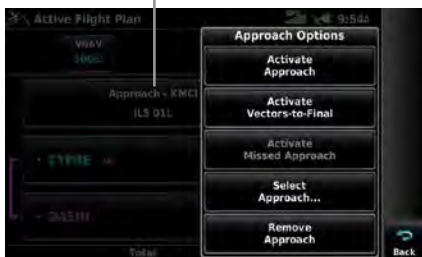 Active Flight Plan
9:54
VNAV
Approach Options
Activate
Approach
Approach - KMCI
ILS 01L
Activate
Vectors-to-Final
Activate
Missed Approach
Select
Approach...
Remove
Approach
Total
Back